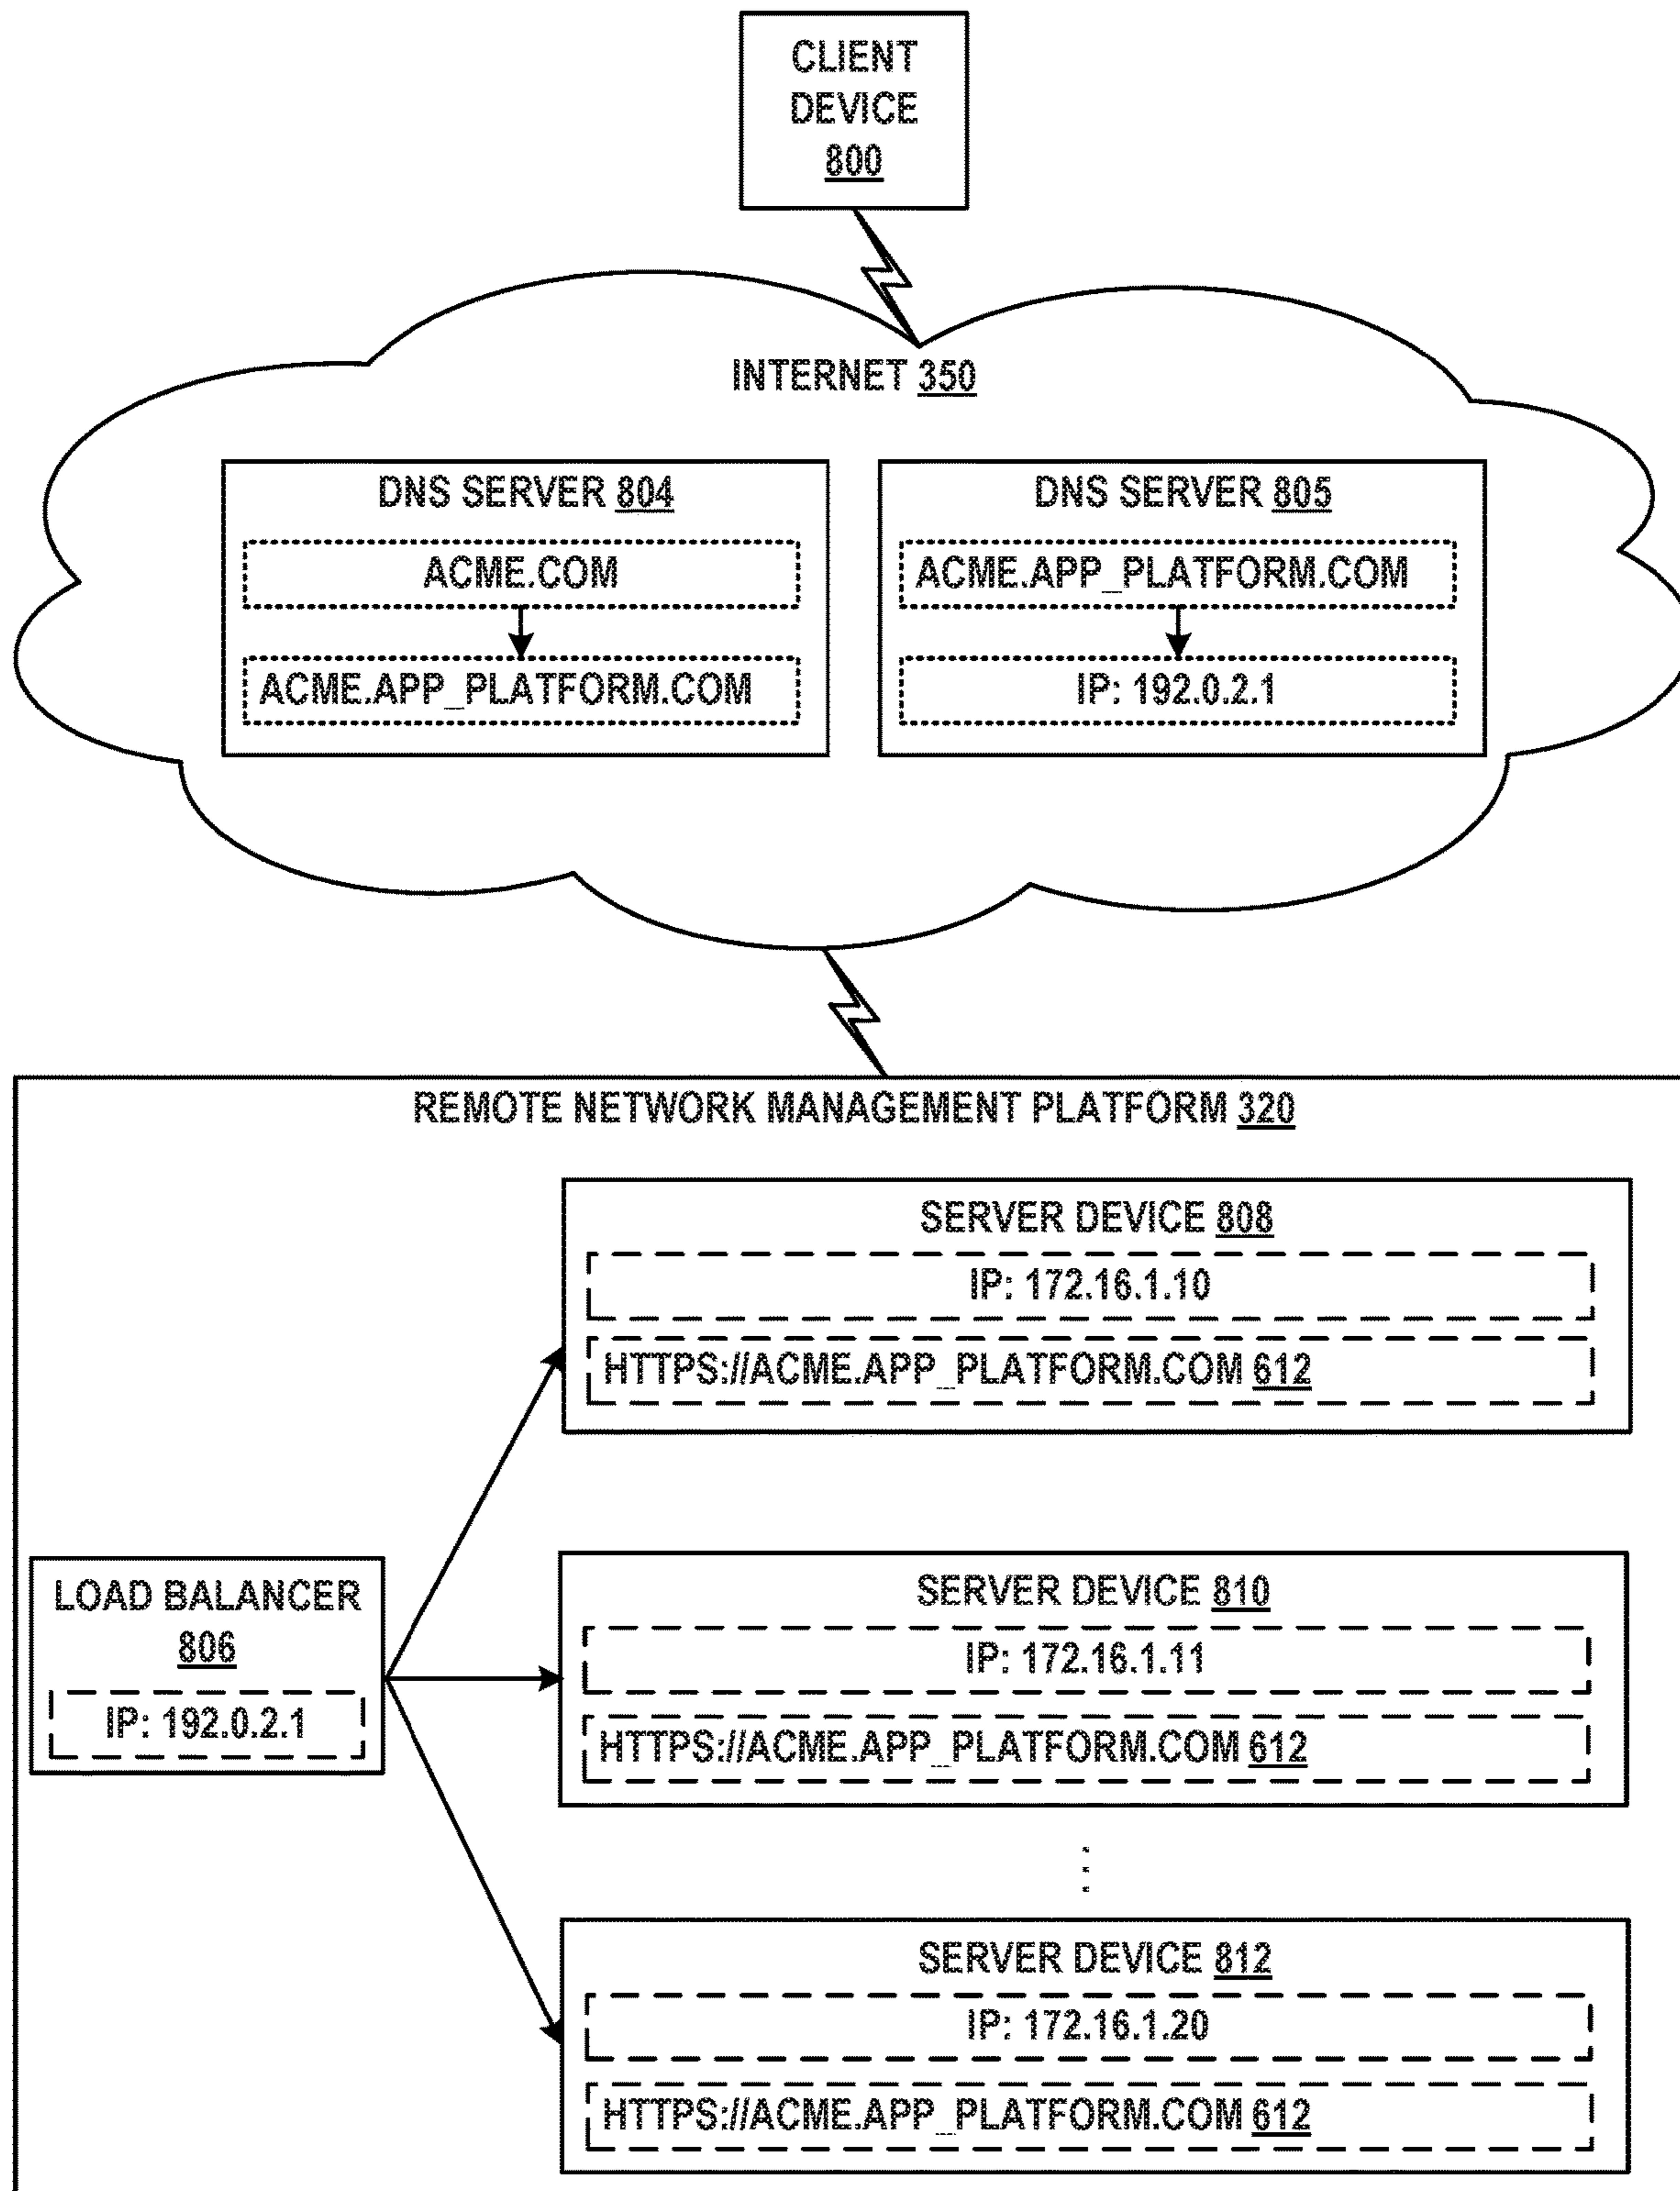 CLIENT
DEVICE
800
INTERNET 350
DNS SERVER 804
ACME.COM
ACME.APP_PLATFORM.COM
DNS SERVER 805
ACME.APP_PLATFORM.COM
IP: 192.0.2.1
REMOTE NETWORK MANAGEMENT PLATFORM 320
LOAD BALANCER
806
IP: 192.0.2.1
SERVER DEVICE 808
IP: 172.16.1.10
HTTPS://ACME.APP_PLATFORM.COM 612
SERVER DEVICE 810
IP: 172.16.1.11
HTTPS://ACME.APP_PLATFORM.COM 612
SERVER DEVICE 812
IP: 172.16.1.20
HTTPS://ACME.APP_PLATFORM.COM 612